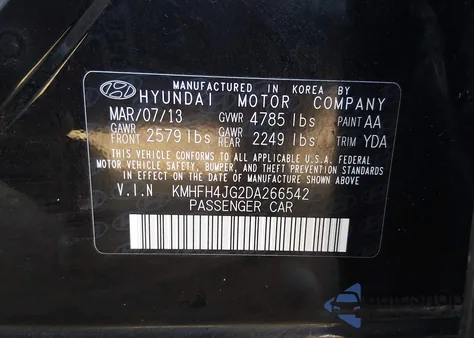 MANUFACTURED IN KOREA BY
HYUNDAI MOTOR COMPANY
MAR/07/13 GVWR 4785 lbs PAINT AA
GAWR FRONT 2579 lbs GAWR REAR 2249 lbs TRIM YDA
THIS VEHICLE CONFORMS TO ALL APPLICABLE U.S.A. FEDERAL
MOTOR VEHICLE SAFETY, BUMPER, AND THEFT PREVENTION STANDARDS
IN EFFECT ON THE DATE OF MANUFACTURE SHOWN ABOVE.
V.I.N KMHFH4JG2DA266542
PASSENGER CAR